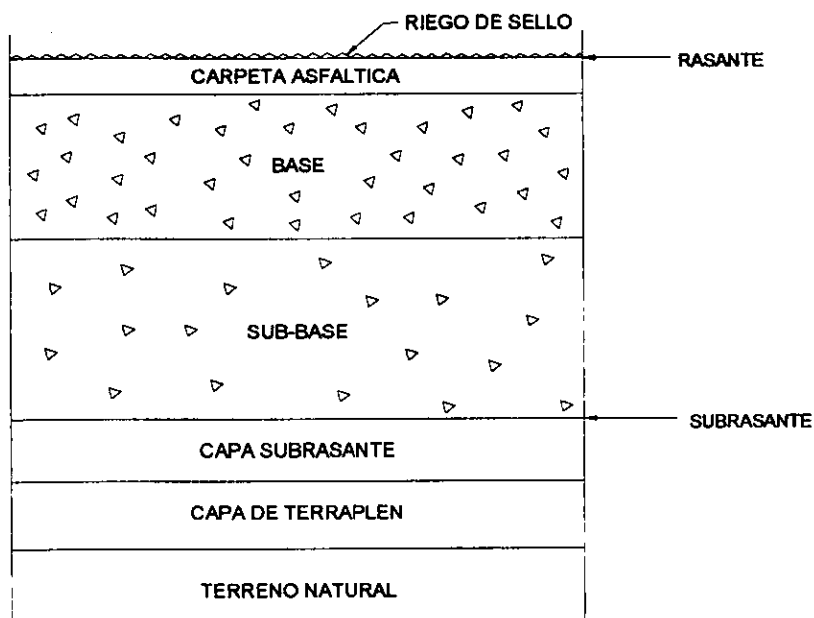 RIEGO DE SELLO
RASANTE
CARPETA ASFALTICA
BASE
SUB-BASE
SUBRASANTE
CAPA SUBRASANTE
CAPA DE TERRAPLEN
TERRENO NATURAL